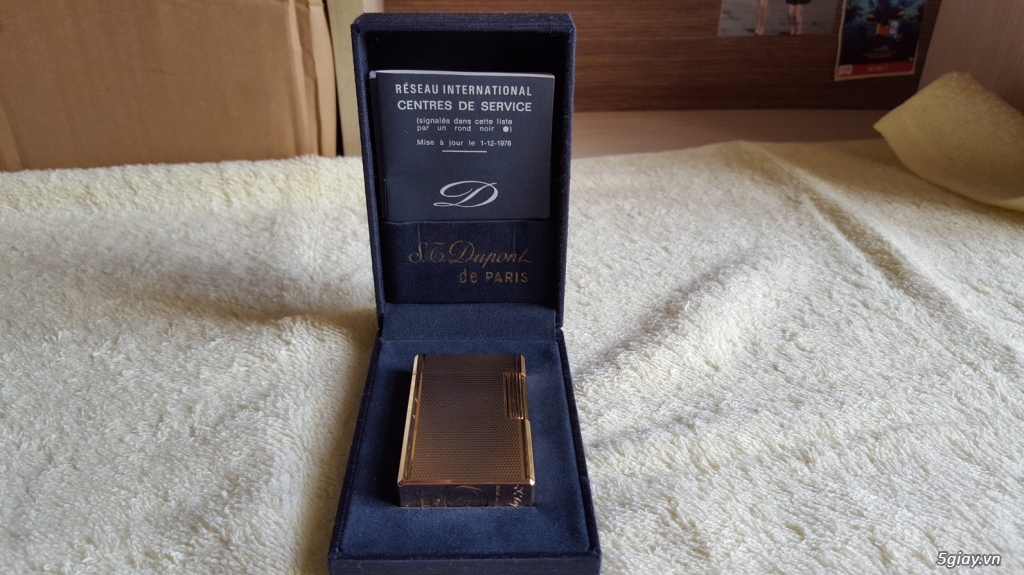 RÉSEAU INTERNATIONAL
CENTRES DE SERVICE
(signalés dans cette liste
par un rond noir ●)
Mise à jour le 1-12-1976
D
S.T. Dupont
de PARIS
5giay.vn